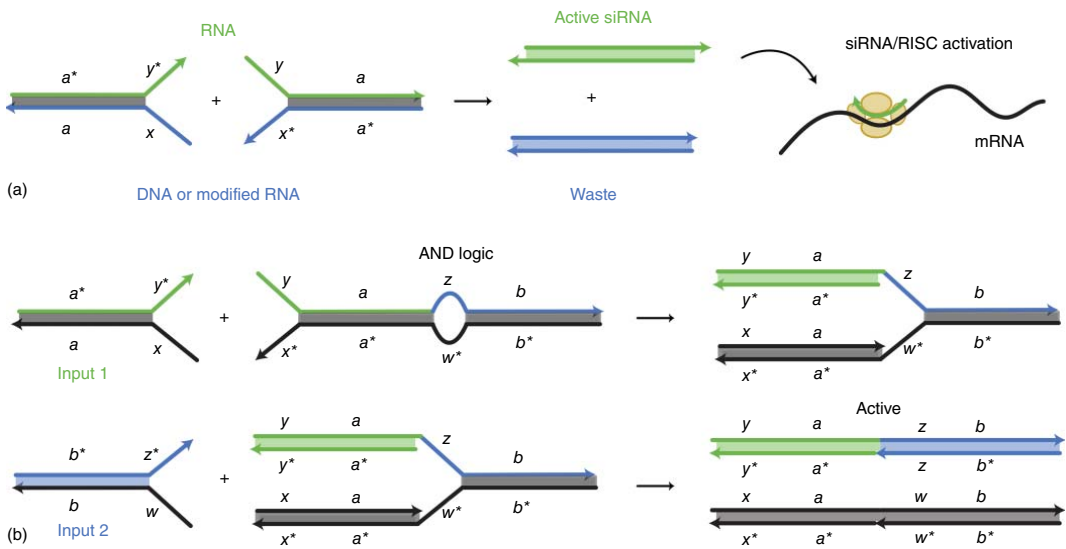 RNA
Active siRNA
siRNA/RISC activation
a* y* y a
+
+
a x x* a*
mRNA
(a)
DNA or modified RNA
Waste
AND logic
y a z b
a* y* y a z b
y* a*
+
x a
a x x* a* w* b*
x* a* w* b*
Input 1
Active
b* z* y a z b
y a z b
y* a*
y* a* z b*
+
x a
x a w b
b w x* a* w* b*
x* a* w* b*
(b) Input 2